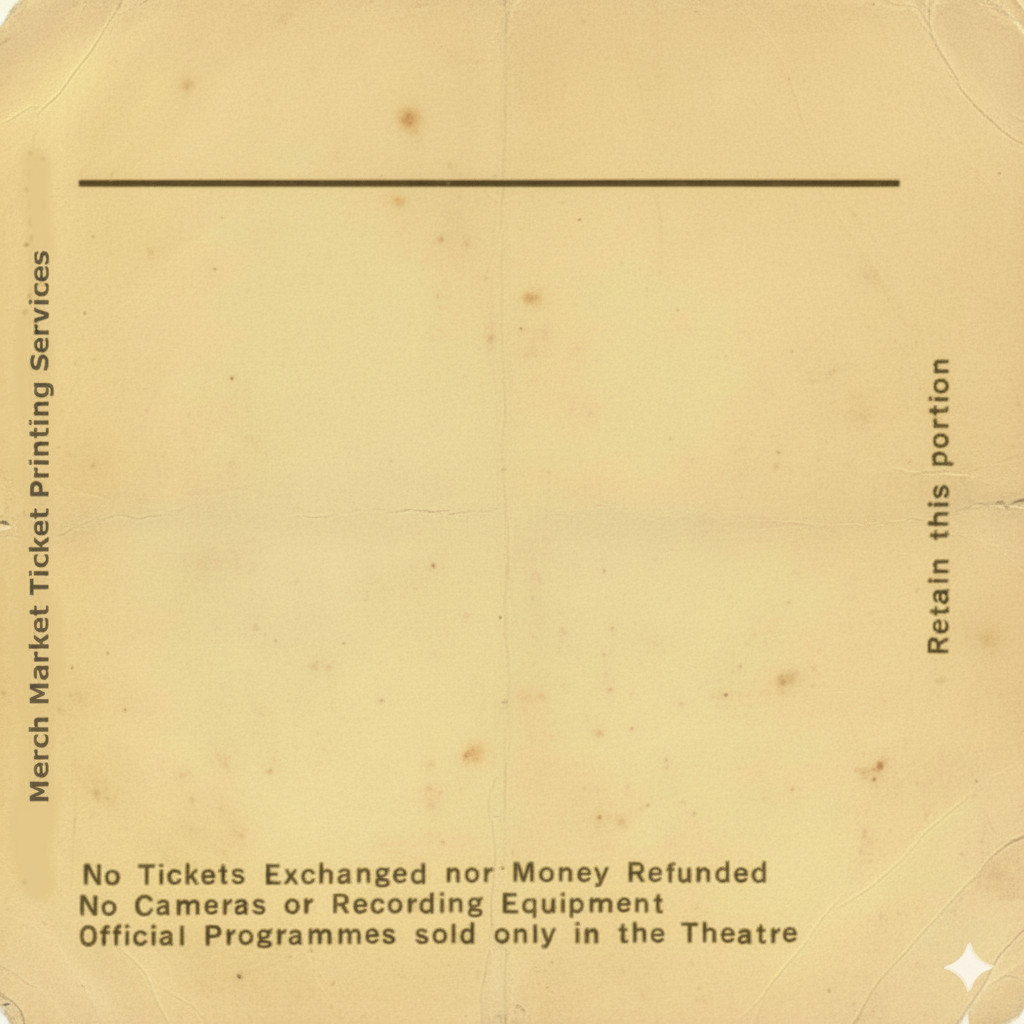 Merch Market Ticket Printing Services
Retain this portion
No Tickets Exchanged nor Money Refunded
No Cameras or Recording Equipment
Official Programmes sold only in the Theatre